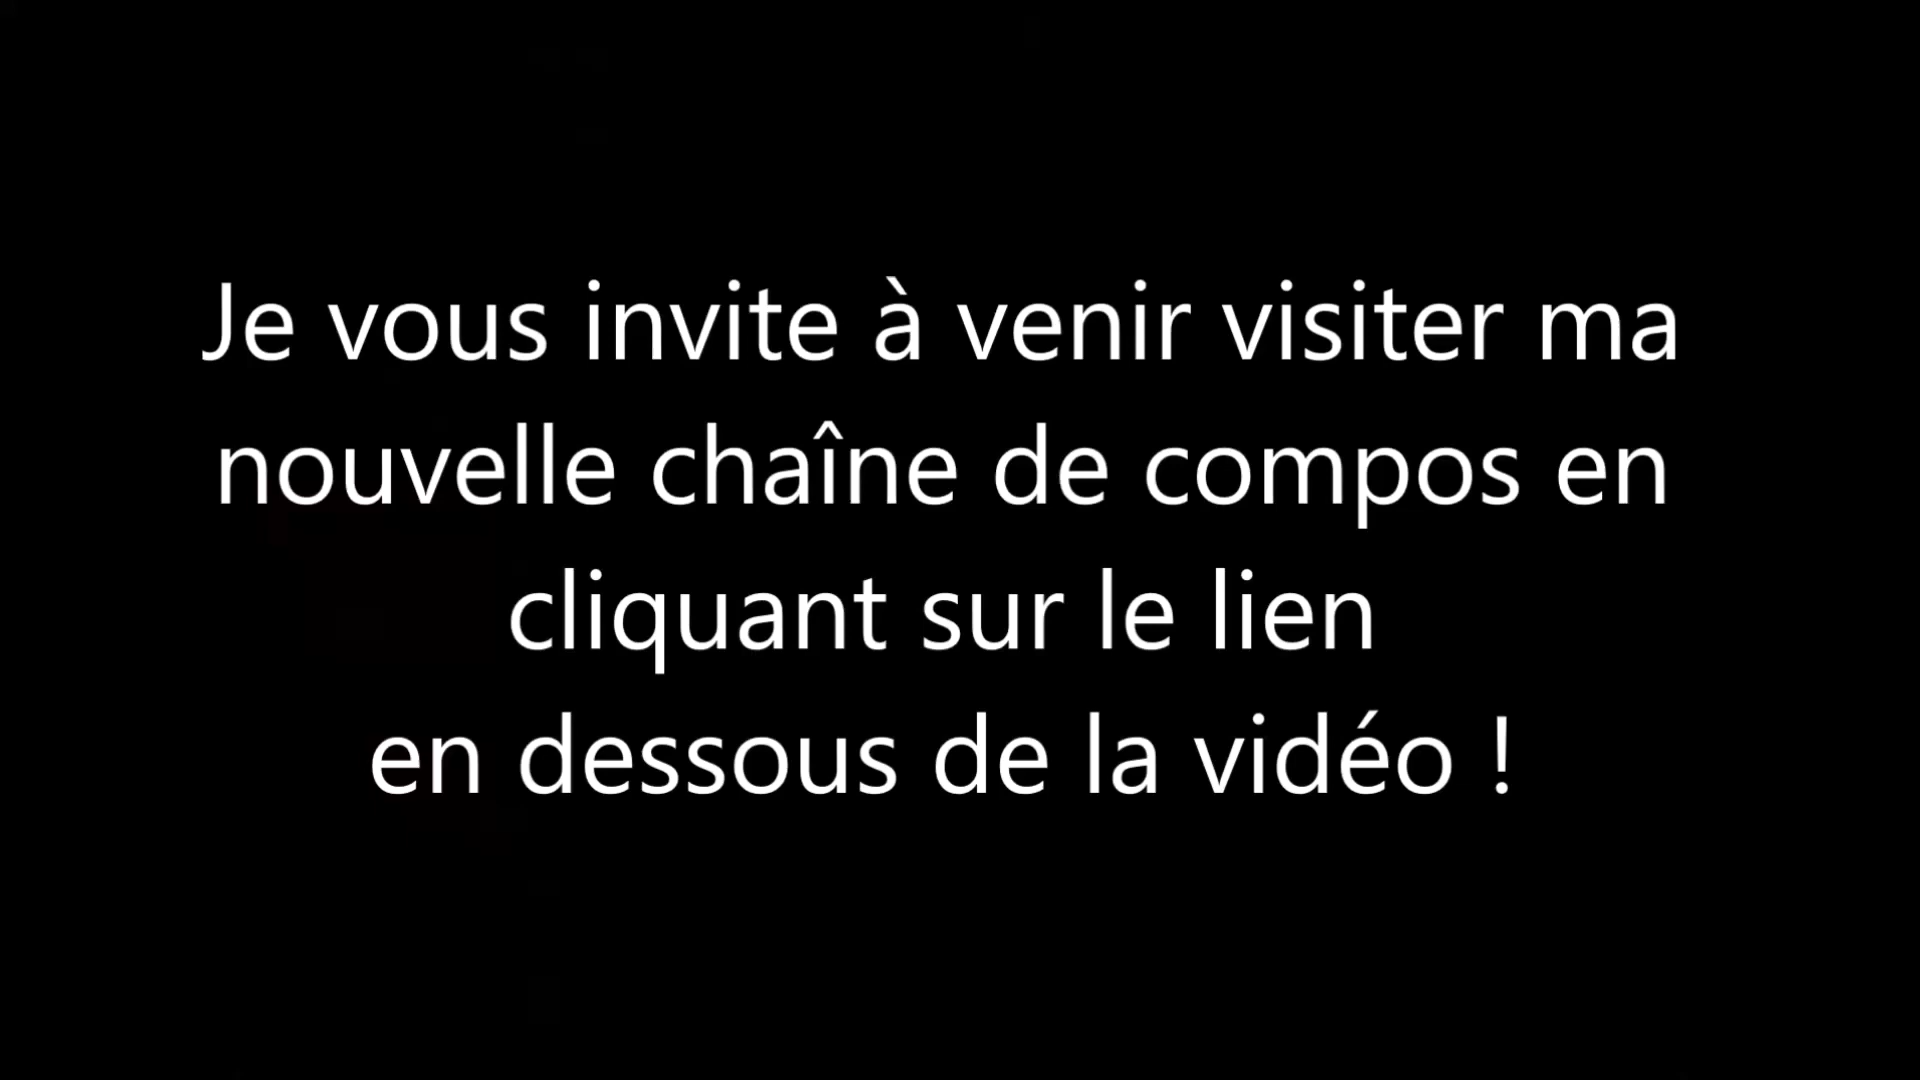 Je vous invite à venir visiter ma
nouvelle chaîne de compos en
cliquant sur le lien
en dessous de la vidéo !